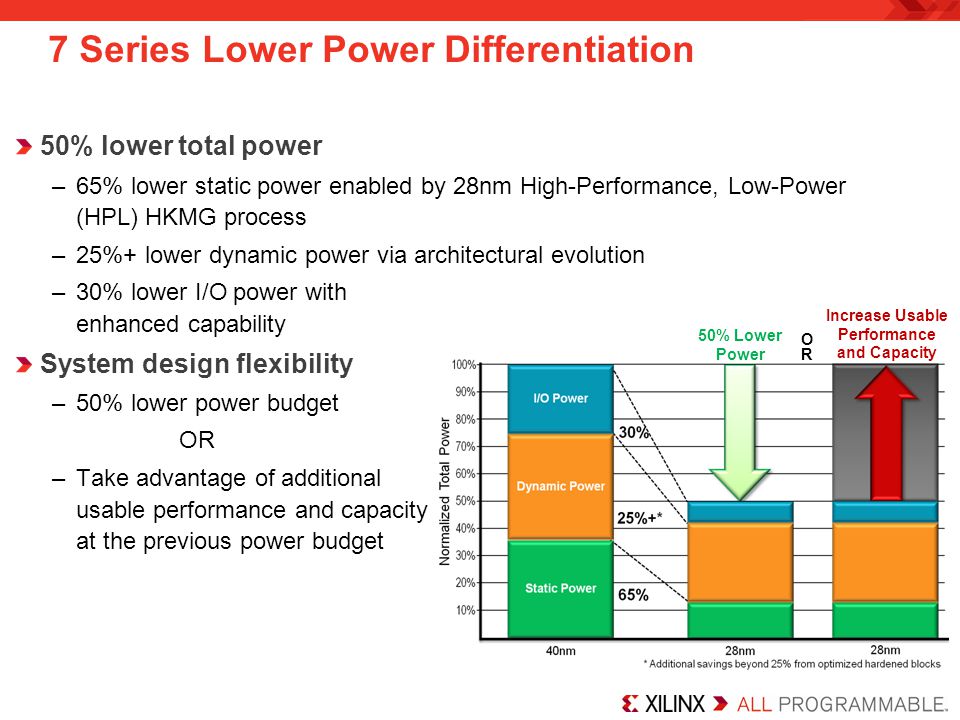 7 Series Lower Power Differentiation
50% lower total power
–65% lower static power enabled by 28nm High-Performance, Low-Power
(HPL) HKMG process
–25%+ lower dynamic power via architectural evolution
–30% lower I/O power with
enhanced capability
System design flexibility
–50% lower power budget
OR
–Take advantage of additional
usable performance and capacity
at the previous power budget
50% Lower
Power
O
R
Increase Usable
Performance
and Capacity
Normalized Total Power
100%
90%
80%
70%
60%
50%
40%
30%
20%
10%
I/O Power
Dynamic Power
Static Power
30%
25%+*
65%
40nm
28nm
28nm
* Additional savings beyond 25% from optimized hardened blocks
XILINX ALL PROGRAMMABLE.